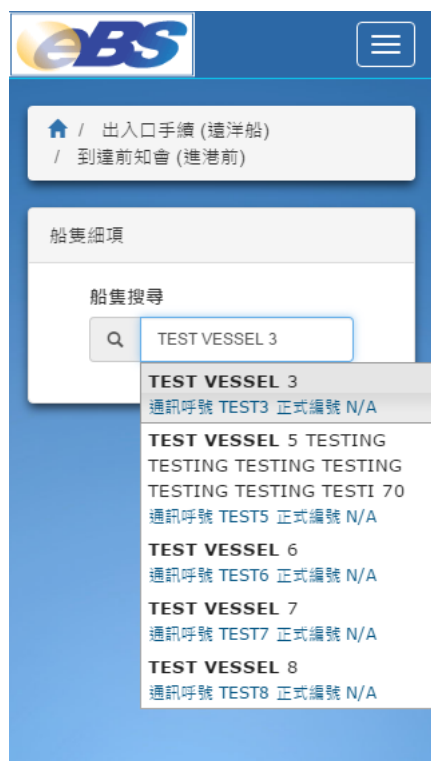 eBS
/ 出入口手續 (遠洋船)
/ 到達前知會 (進港前)
船隻細項
船隻搜尋
TEST VESSEL 3
TEST VESSEL 3
通訊呼號 TEST3 正式編號 N/A
TEST VESSEL 5 TESTING
TESTING TESTING TESTING
TESTING TESTING TESTI 70
通訊呼號 TEST5 正式編號 N/A
TEST VESSEL 6
通訊呼號 TEST6 正式編號 N/A
TEST VESSEL 7
通訊呼號 TEST7 正式編號 N/A
TEST VESSEL 8
通訊呼號 TEST8 正式編號 N/A